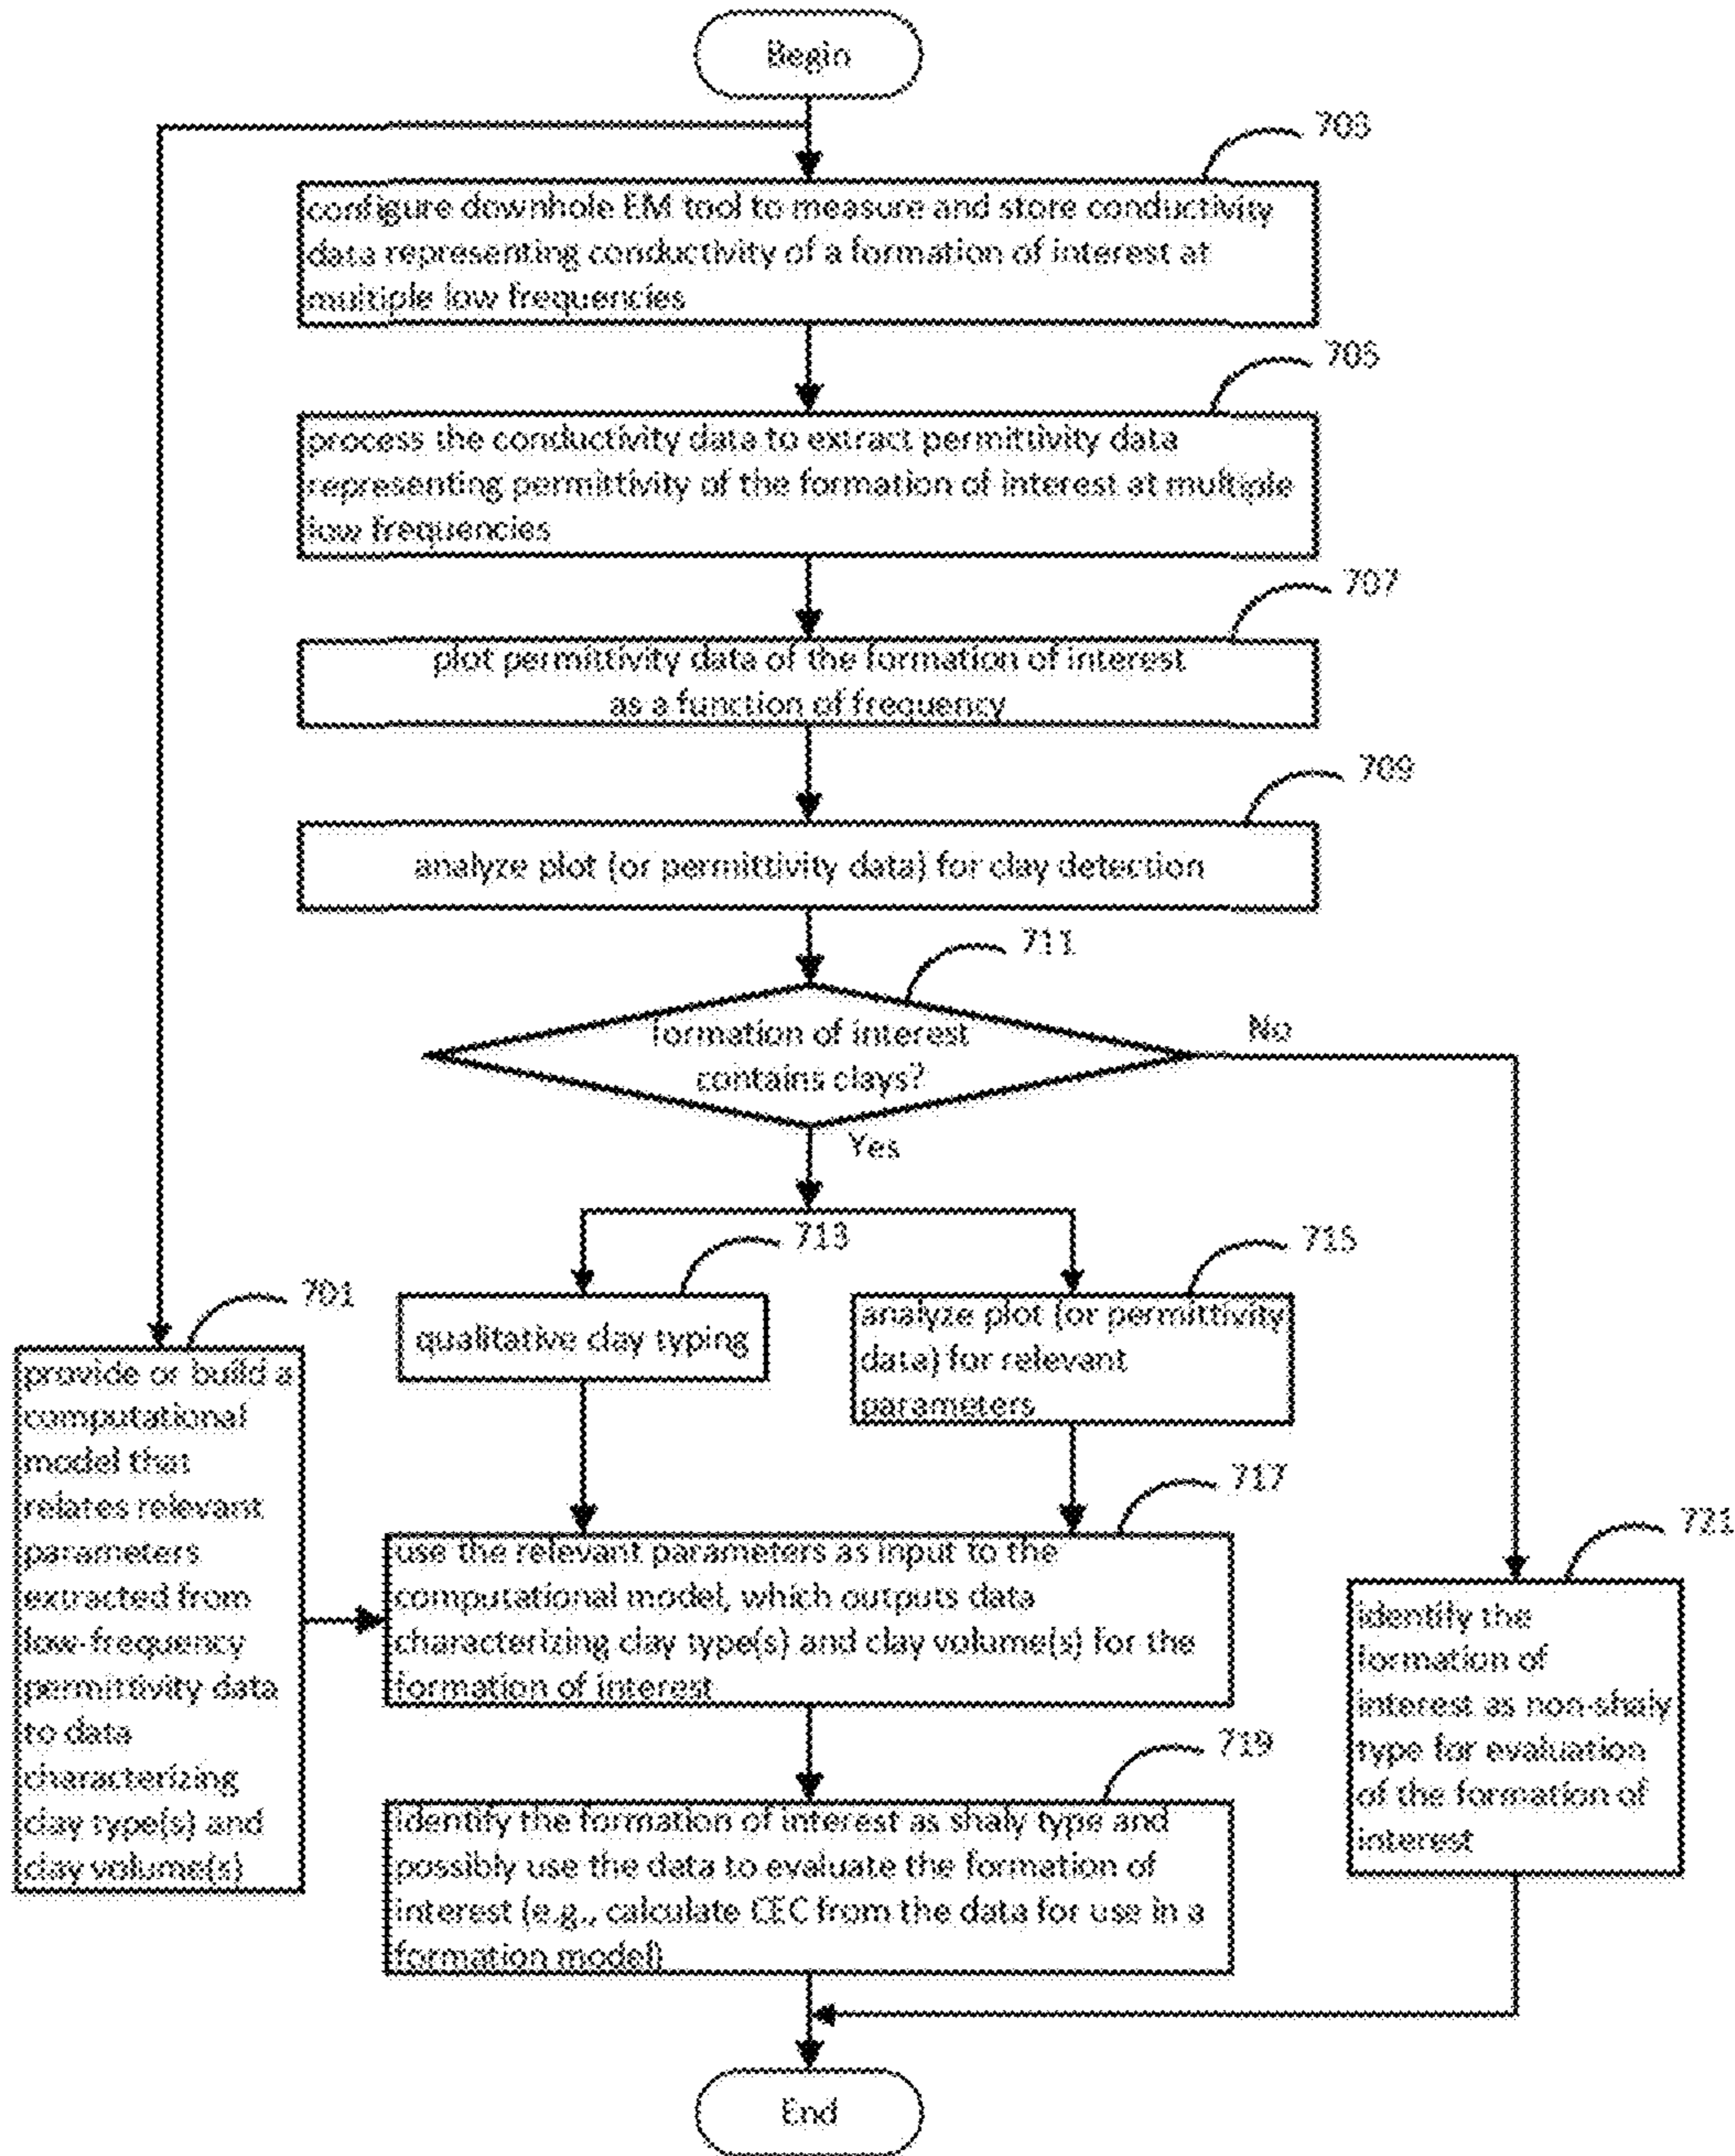 Begin
703
configure downhole EM tool to measure and store conductivity
data representing conductivity of a formation of interest at
multiple low frequencies
705
process the conductivity data to extract permittivity data
representing permittivity of the formation of interest at multiple
low frequencies
707
plot permittivity data of the formation of interest
as a function of frequency
709
analyze plot (or permittivity data) for clay detection
711
formation of interest
contains clays?
No
Yes
713
qualitative clay typing
715
analyze plot (or permittivity
data) for relevant
parameters
701
provide or build a
computational
model that
relates relevant
parameters
extracted from
low-frequency
permittivity data
to data
characterizing
clay type(s) and
clay volume(s)
717
use the relevant parameters as input to the
computational model, which outputs data
characterizing clay type(s) and clay volume(s) for the
formation of interest
721
identify the
formation of
interest as non-shaly
type for evaluation
of the formation of
interest
719
identify the formation of interest as shaly type and
possibly use the data to evaluate the formation of
interest (e.g., calculate CEC from the data for use in a
formation model)
End